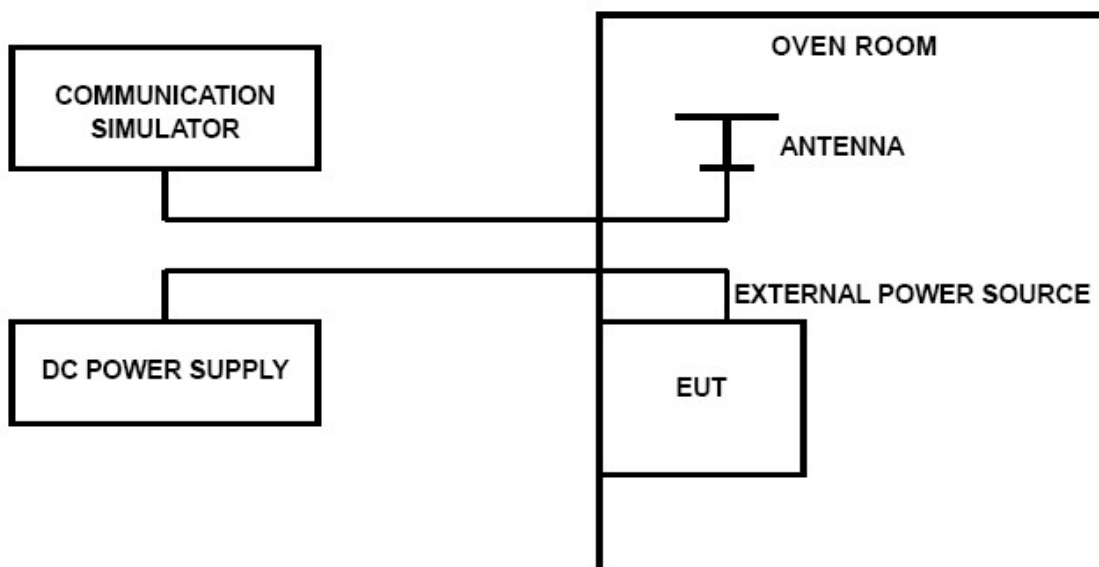 OVEN ROOM
COMMUNICATION
SIMULATOR
ANTENNA
EXTERNAL POWER SOURCE
DC POWER SUPPLY
EUT